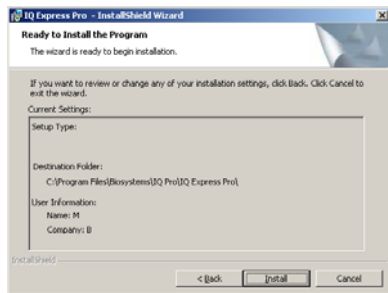 IQ Express Pro - InstallShield Wizard
Ready to Install the Program
The wizard is ready to begin installation.
If you want to review or change any of your installation settings, click Back. Click Cancel to
exit the wizard.
Current Settings:
Setup Type:
Destination Folder:
C:\Program Files\Biosystems\IQ Pro\IQ Express Pro\
User Information:
Name: M
Company: B
InstallShield
< Back
Install
Cancel